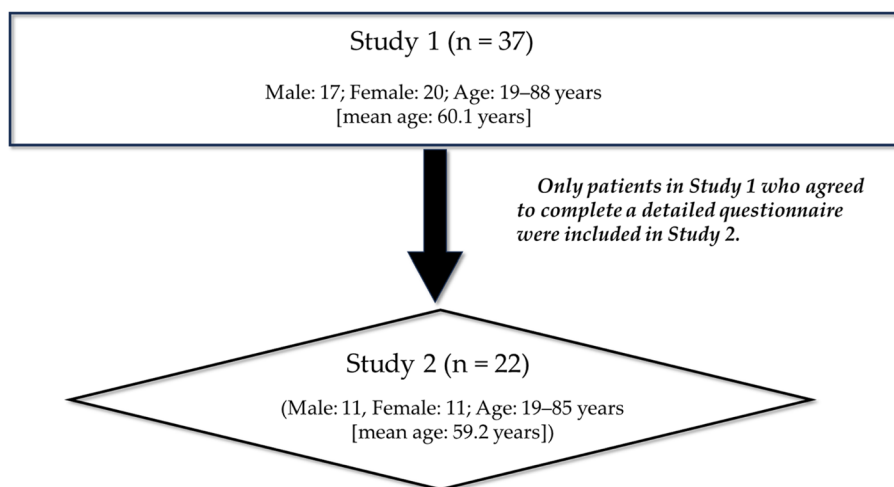 Study 1 (n = 37)
Male: 17; Female: 20; Age: 19–88 years
[mean age: 60.1 years]
Only patients in Study 1 who agreed
to complete a detailed questionnaire
were included in Study 2.
Study 2 (n = 22)
(Male: 11, Female: 11; Age: 19–85 years
[mean age: 59.2 years])